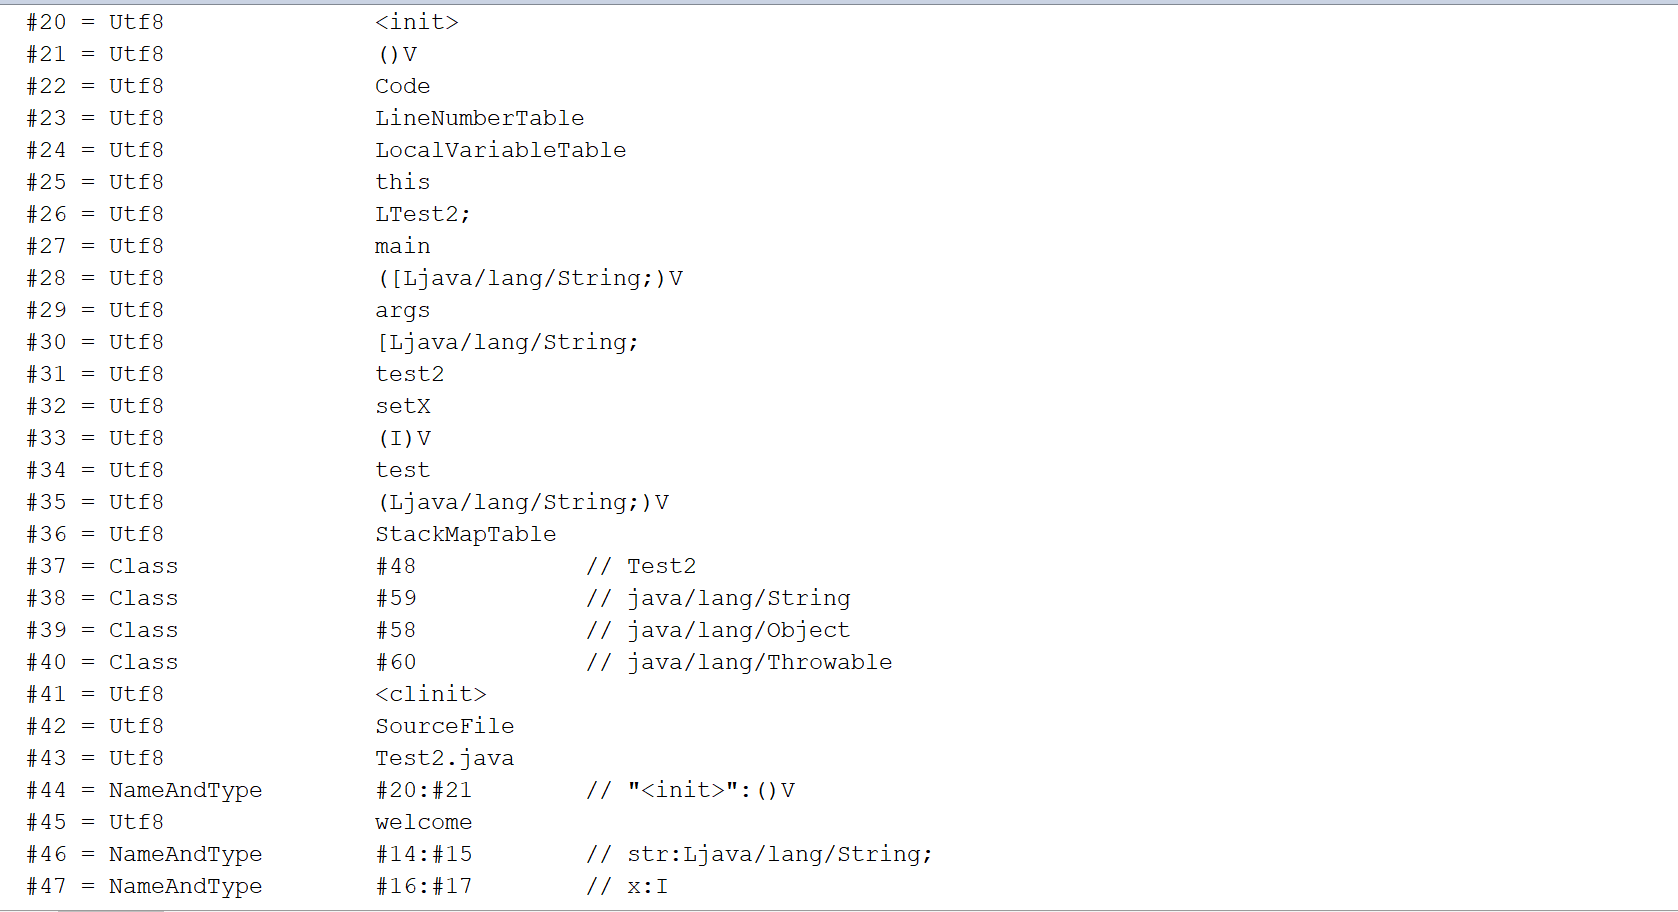 #20 = Utf8               <init>
#21 = Utf8               ()V
#22 = Utf8               Code
#23 = Utf8               LineNumberTable
#24 = Utf8               LocalVariableTable
#25 = Utf8               this
#26 = Utf8               LTest2;
#27 = Utf8               main
#28 = Utf8               ([Ljava/lang/String;)V
#29 = Utf8               args
#30 = Utf8               [Ljava/lang/String;
#31 = Utf8               test2
#32 = Utf8               setX
#33 = Utf8               (I)V
#34 = Utf8               test
#35 = Utf8               (Ljava/lang/String;)V
#36 = Utf8               StackMapTable
#37 = Class              #48            // Test2
#38 = Class              #59            // java/lang/String
#39 = Class              #58            // java/lang/Object
#40 = Class              #60            // java/lang/Throwable
#41 = Utf8               <clinit>
#42 = Utf8               SourceFile
#43 = Utf8               Test2.java
#44 = NameAndType        #20:#21        // "<init>":()V
#45 = Utf8               welcome
#46 = NameAndType        #14:#15        // str:Ljava/lang/String;
#47 = NameAndType        #16:#17        // x:I